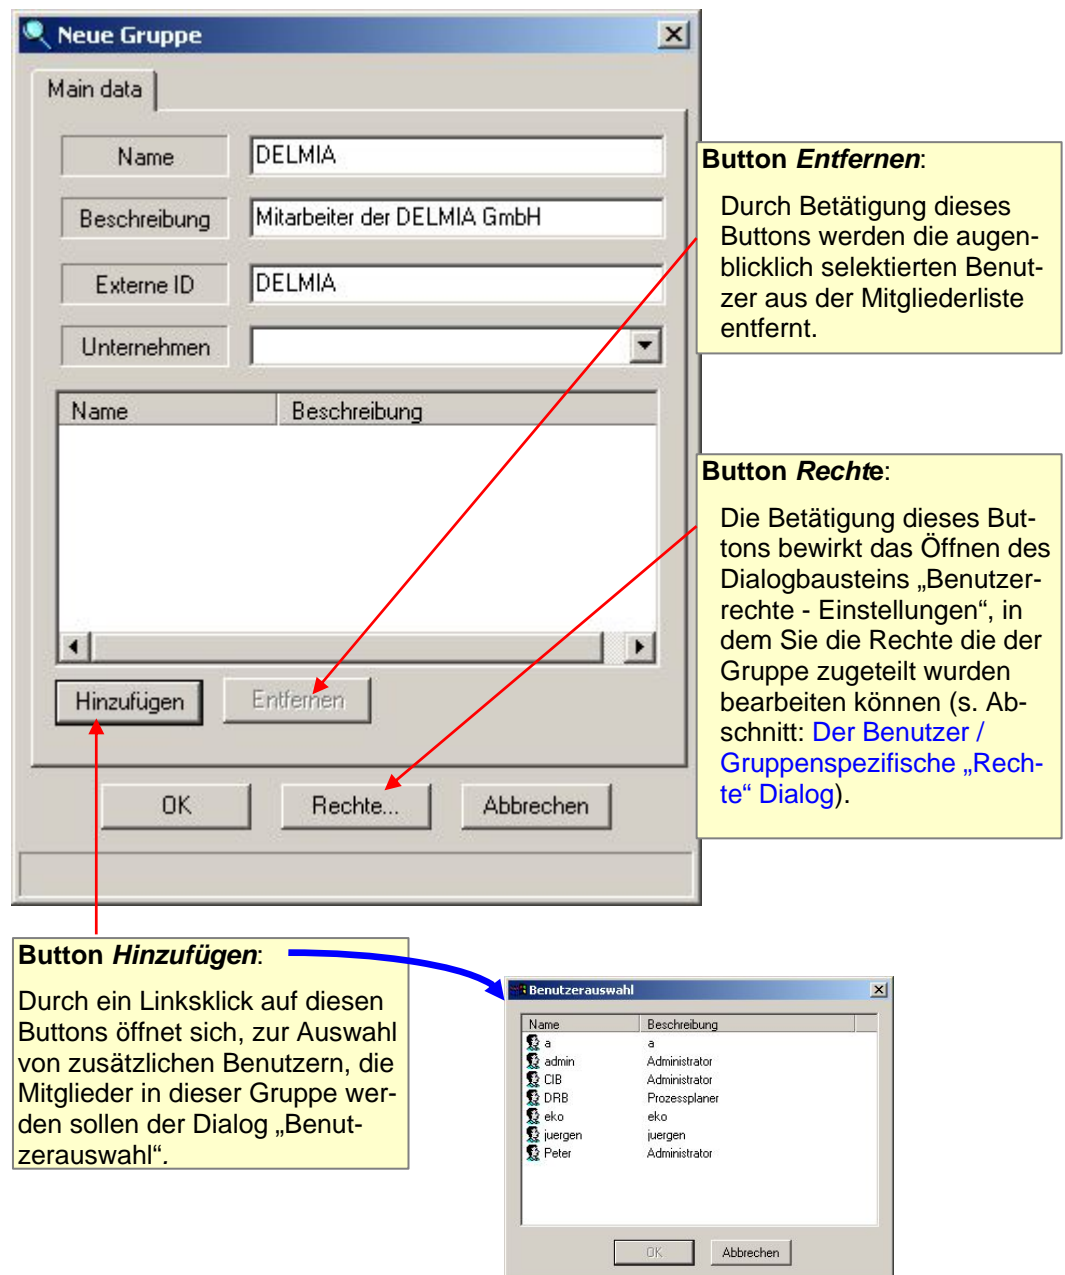 Neue Gruppe
Main data
Name
DELMIA
Beschreibung
Mitarbeiter der DELMIA GmbH
Externe ID
DELMIA
Unternehmen
Name Beschreibung
Hinzufügen Entfernen
OK Rechte... Abbrechen
Button Entfernen:
Durch Betätigung dieses
Buttons werden die augen-
blicklich selektierten Benut-
zer aus der Mitgliederliste
entfernt.
Button Rechte:
Die Betätigung dieses But-
tons bewirkt das Öffnen des
Dialogbausteins „Benutzer-
rechte - Einstellungen“, in
dem Sie die Rechte die der
Gruppe zugeteilt wurden
bearbeiten können (s. Ab-
schnitt: Der Benutzer /
Gruppenspezifische „Rech-
te“ Dialog).
Button Hinzufügen:
Durch ein Linksklick auf diesen
Buttons öffnet sich, zur Auswahl
von zusätzlichen Benutzern, die
Mitglieder in dieser Gruppe wer-
den sollen der Dialog „Benut-
zerauswahl“.
Benutzerauswahl
Name Beschreibung
a a
admin Administrator
CIB Administrator
DRB Prozessplaner
eko eko
juergen juergen
Peter Administrator
OK Abbrechen